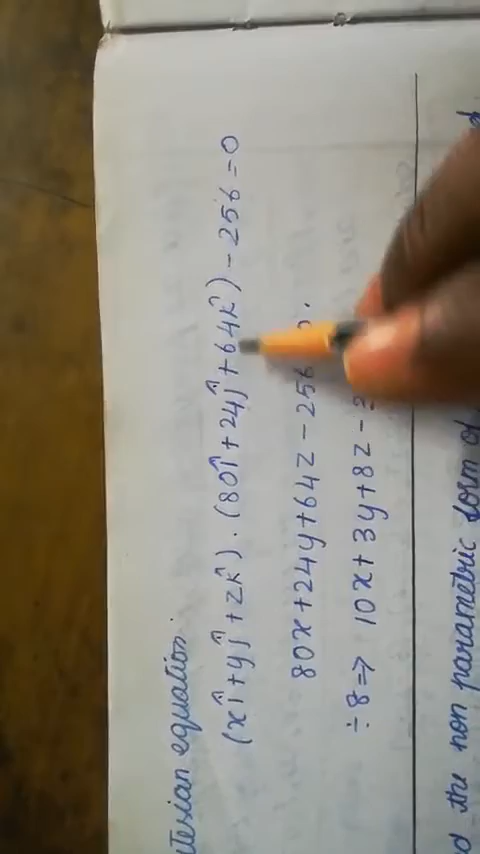 equation:
(xî+yĵ+zk̂).(80î+24ĵ+64k̂)-256=0
80x+24y+64z-256
÷8⇒ 10x+3y+8z-
the non parametric form of